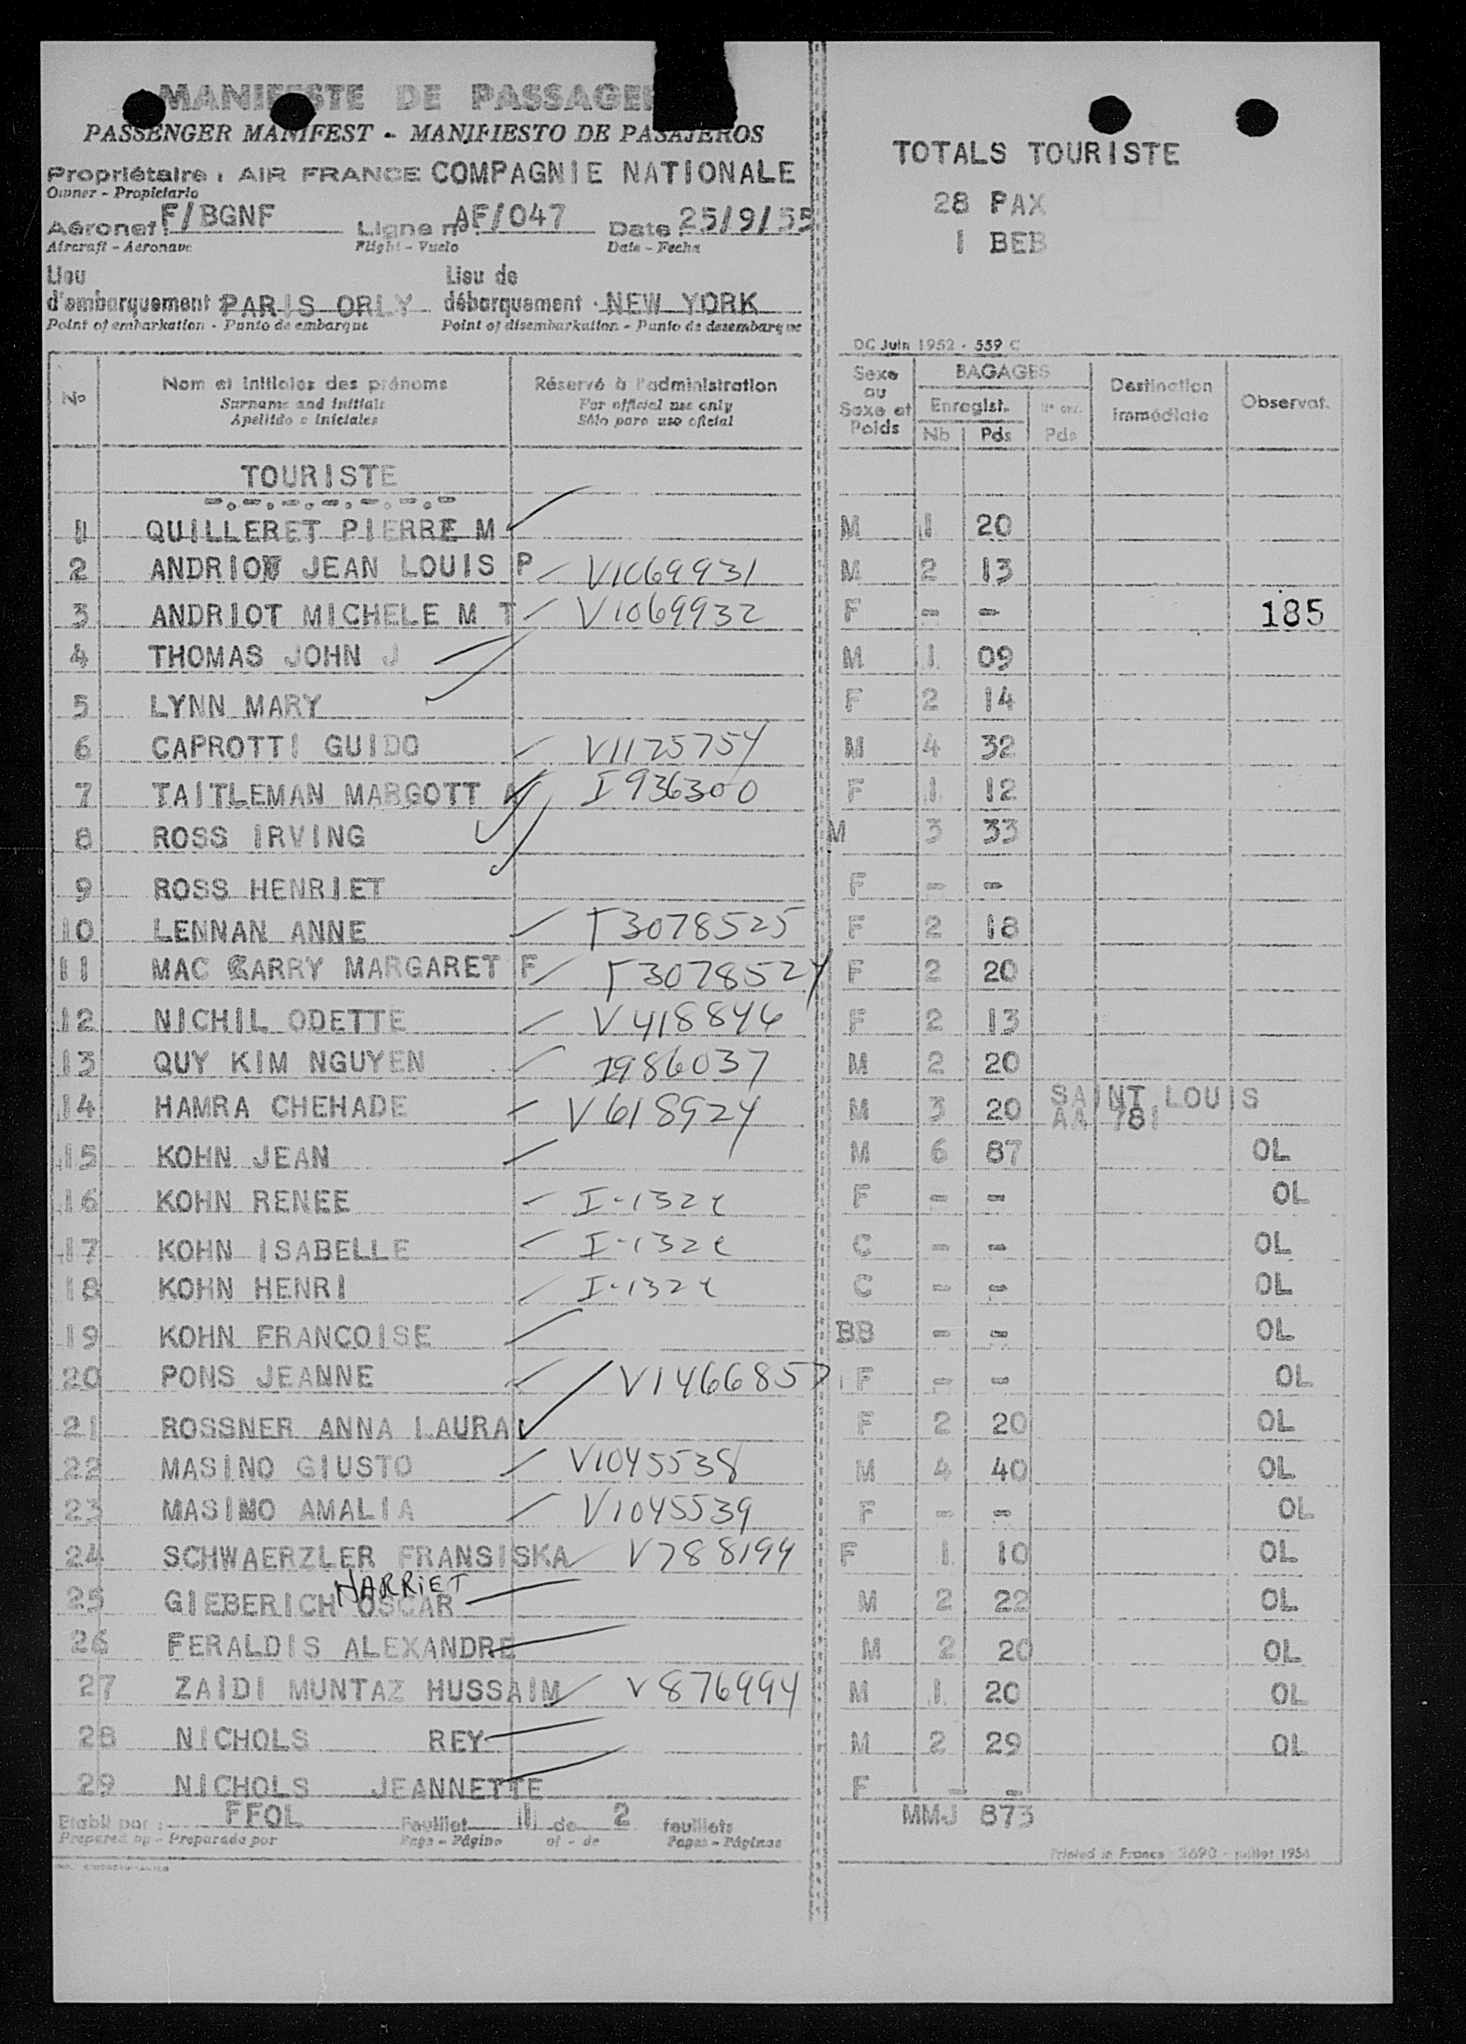 MANIFESTE DE PASSAGE
PASSENGER MANIFEST - MANIFIESTO DE PASAJEROS
Propriétaire : AIR FRANCE COMPAGNIE NATIONALE
Owner - Propietario
Aéronef F/BGNF Ligne n° AF/047 Date 25/9/55
Aircraft - Aeronave Flight - Vuelo Date - Fecha
Lieu Lieu de
d'embarquement : PARIS ORLY débarquement : NEW YORK
Point of embarkation - Punto de embarque Point of disembarkation - Punto de desembarque
TOTALS TOURISTE
28 PAX
1 BEB
DC Juin 1952 - 559 C
N° Nom et initiales des prénoms Réservé à l'administration Sexe ou Sexe et Poids BAGAGES Destination immédiate Observat.
Surname and initials For official use only Enregist. Nb Pds Pds
Apellido e iniciales Sólo para uso oficial
TOURISTE
1 QUILLERET PIERRE M M 1 20
2 ANDRIOT JEAN LOUIS P V1069931 M 2 13
3 ANDRIOT MICHELE M T V1069932 F - - 185
4 THOMAS JOHN J M 1 09
5 LYNN MARY F 2 14
6 CAPROTTI GUIDO V1125754 M 4 32
7 TAITLEMAN MARGOTT I936300 F 1 12
8 ROSS IRVING M 3 33
9 ROSS HENRIET F - -
10 LENNAN ANNE T3078525 F 2 18
11 MAC CARRY MARGARET F T3078524 F 2 20
12 NICHIL ODETTE V418846 F 2 13
13 QUY KIM NGUYEN I986037 M 2 20
14 HAMRA CHEHADE V618924 M 3 20 SAINT LOUIS AA 781
15 KOHN JEAN M 6 87 OL
16 KOHN RENEE I-132 F - - OL
17 KOHN ISABELLE I-132 C - - OL
18 KOHN HENRI I-132 C - - OL
19 KOHN FRANCOISE BB - - OL
20 PONS JEANNE V1466857 F - - OL
21 ROSSNER ANNA LAURA F 2 20 OL
22 MASINO GIUSTO V1045538 M 4 40 OL
23 MASINO AMALIA V1045539 F - - OL
24 SCHWAERZLER FRANSISKA V788199 F 1 10 OL
HARRIET
25 GIEBERICH OSCAR M 2 22 OL
26 FERALDIS ALEXANDRE M 2 20 OL
27 ZAIDI MUNTAZ HUSSAIM V876994 M 1 20 OL
28 NICHOLS REY M 2 29 OL
29 NICHOLS JEANNETTE F - -
Etabli par : FFOL Feuillet 1 de 2 feuillets MMJ 873
Prepared by - Preparado por Page - Página of - de Pages - Páginas
Printed in France 2690 - juillet 1954